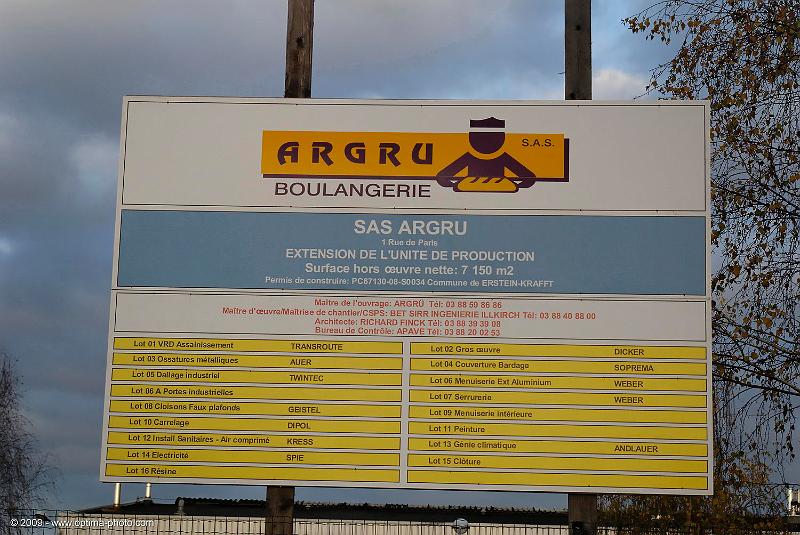 ARGRU S.A.S.
BOULANGERIE
SAS ARGRU
1 Rue de Paris
EXTENSION DE L'UNITE DE PRODUCTION
Surface hors œuvre nette: 7 150 m2
Permis de construire: PC67130-08-S0034 Commune de ERSTEIN-KRAFFT
Maître de l'ouvrage: ARGRU Tél: 03 88 59 86 86
Maître d'œuvre/Maîtrise de chantier/CSPS: BET SIRR INGENIERIE ILLKIRCH Tél: 03 88 40 88 00
Architecte: RICHARD FINCK Tél: 03 88 39 39 08
Bureau de Contrôle: APAVE Tél: 03 88 20 02 53
Lot 01 VRD Assainissement TRANSROUTE
Lot 03 Ossatures métalliques AUER
Lot 05 Dallage industriel TWINTEC
Lot 06 A Portes industrielles
Lot 08 Cloisons Faux plafonds GEISTEL
Lot 10 Carrelage DIPOL
Lot 12 Install Sanitaires - Air comprimé KRESS
Lot 14 Electricité SPIE
Lot 16 Résine
Lot 02 Gros œuvre DICKER
Lot 04 Couverture Bardage SOPREMA
Lot 06 Menuiserie Ext Aluminium WEBER
Lot 07 Serrurerie WEBER
Lot 09 Menuiserie intérieure
Lot 11 Peinture
Lot 13 Génie climatique ANDLAUER
Lot 15 Clôture
© 2009 - www.optima-photo.com